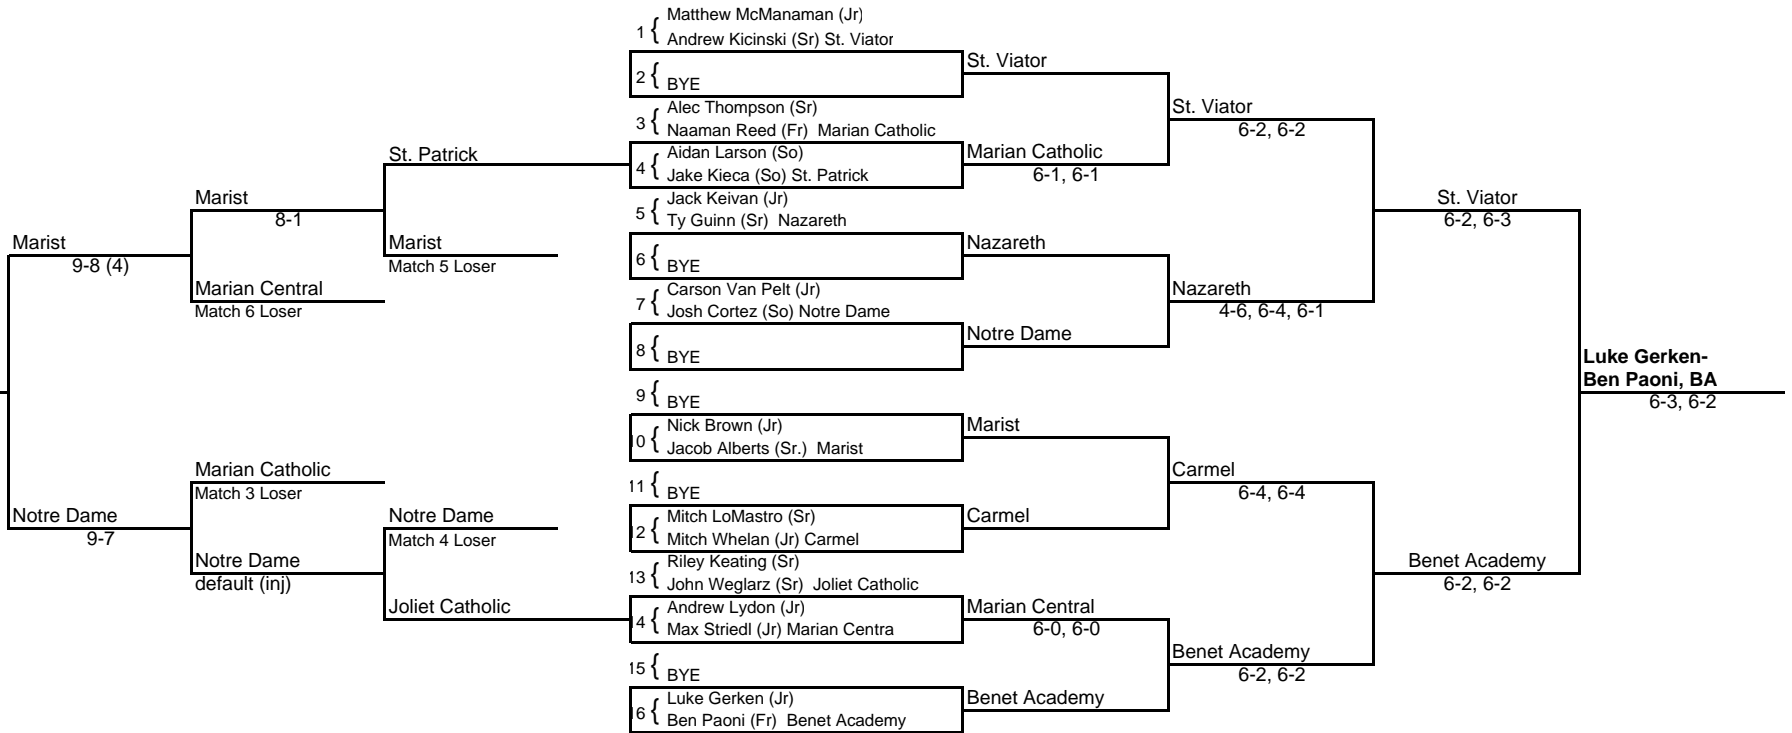 Matthew McManaman (Jr)
1 { Andrew Kicinski (Sr) St. Viator
St. Viator
2 { BYE
Alec Thompson (Sr)
St. Viator
3 { Naaman Reed (Fr) Marian Catholic
6-2, 6-2
St. Patrick
Aidan Larson (So)
Marian Catholic
4 { Jake Kieca (So) St. Patrick
6-1, 6-1
Marist
Jack Keivan (Jr)
St. Viator
8-1
5 { Ty Guinn (Sr) Nazareth
6-2, 6-3
Marist
Marist
Nazareth
9-8 (4)
Match 5 Loser
6 { BYE
Marian Central
Carson Van Pelt (Jr)
Nazareth
Match 6 Loser
7 { Josh Cortez (So) Notre Dame
4-6, 6-4, 6-1
Notre Dame
8 { BYE
Luke Gerken-
Ben Paoni, BA
9 { BYE
6-3, 6-2
Nick Brown (Jr)
Marist
10 { Jacob Alberts (Sr.) Marist
Marian Catholic
Carmel
Match 3 Loser
11 { BYE
6-4, 6-4
Notre Dame
Notre Dame
Mitch LoMastro (Sr)
Carmel
9-7
Match 4 Loser
12 { Mitch Whelan (Jr) Carmel
Notre Dame
Riley Keating (Sr)
Benet Academy
default (inj)
13 { John Weglarz (Sr) Joliet Catholic
6-2, 6-2
Joliet Catholic
Andrew Lydon (Jr)
Marian Central
14 { Max Striedl (Jr) Marian Centra
6-0, 6-0
Benet Academy
15 { BYE
6-2, 6-2
Luke Gerken (Jr)
Benet Academy
16 { Ben Paoni (Fr) Benet Academy